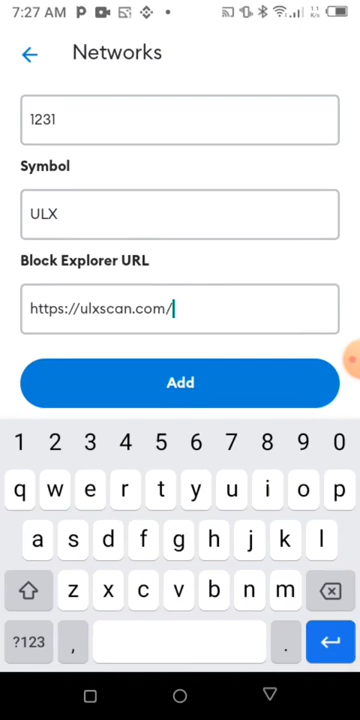 7:27 AM
Networks
1231
Symbol
ULX
Block Explorer URL
https://ulxscan.com/
Add
1 2 3 4 5 6 7 8 9 0
q w e r t y u i o p
a s d f g h j k l
z x c v b n m
?123 , .